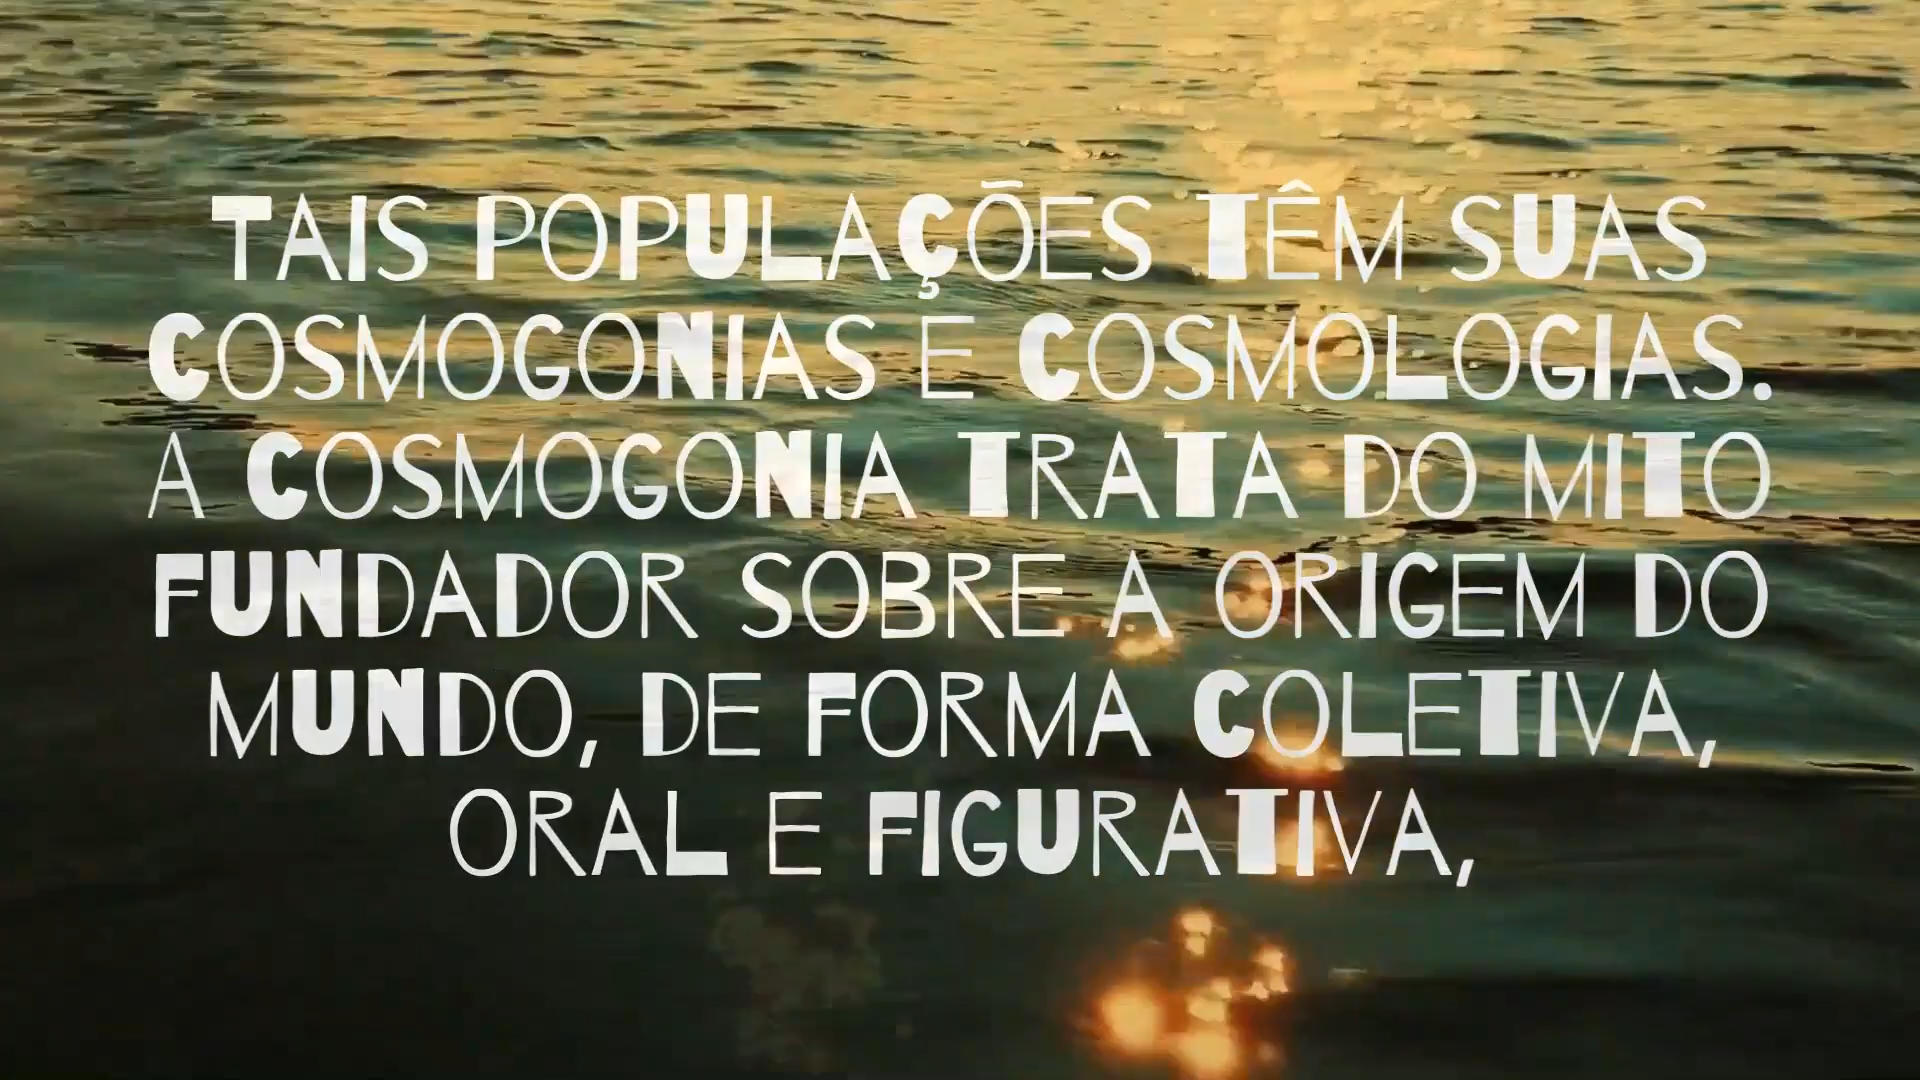 TAIS POPULAÇÕES TÊM SUAS
COSMOGONIAS E COSMOLOGIAS.
A COSMOGONIA TRATA DO MITO
FUNDADOR SOBRE A ORIGEM DO
MUNDO, DE FORMA COLETIVA,
ORAL E FIGURATIVA,